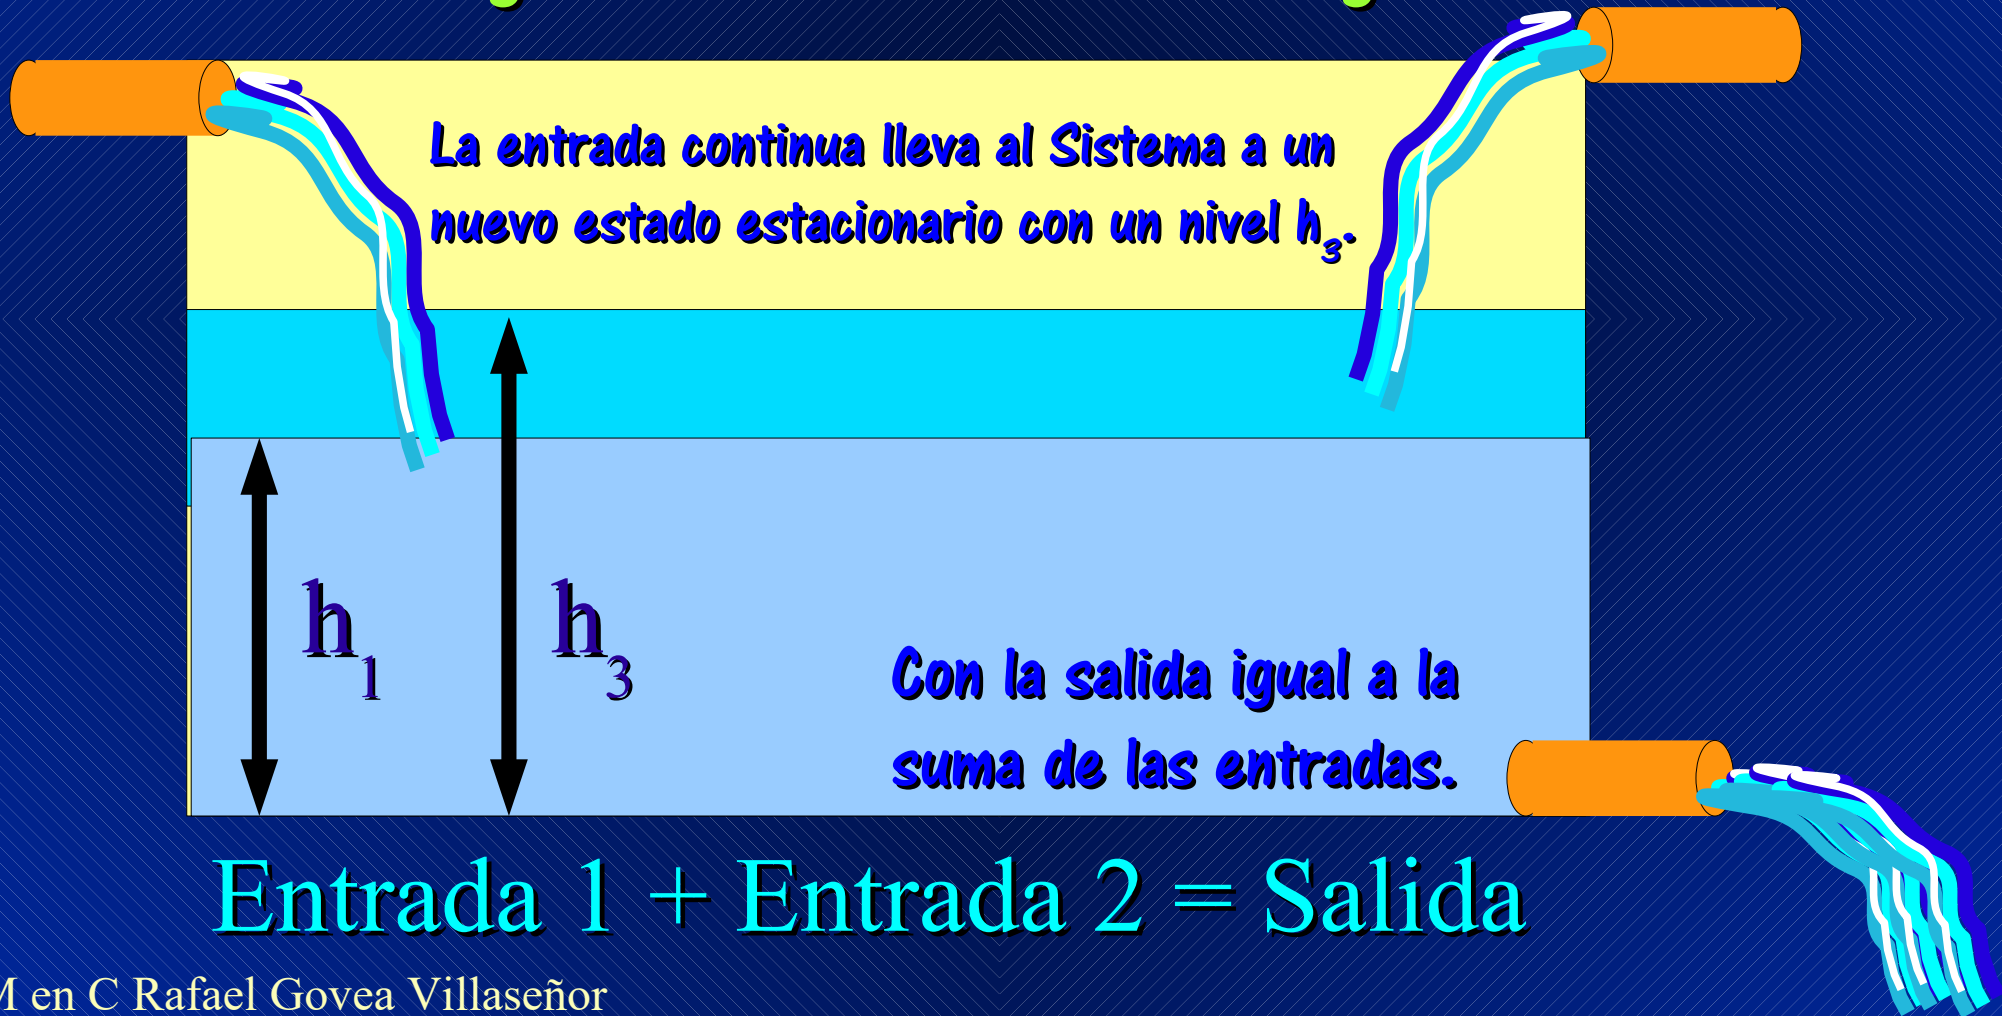 La entrada continua lleva al Sistema a un
nuevo estado estacionario con un nivel h₃.
h₁
h₃
Con la salida igual a la
suma de las entradas.
Entrada 1 + Entrada 2 = Salida
en C Rafael Govea Villaseñor